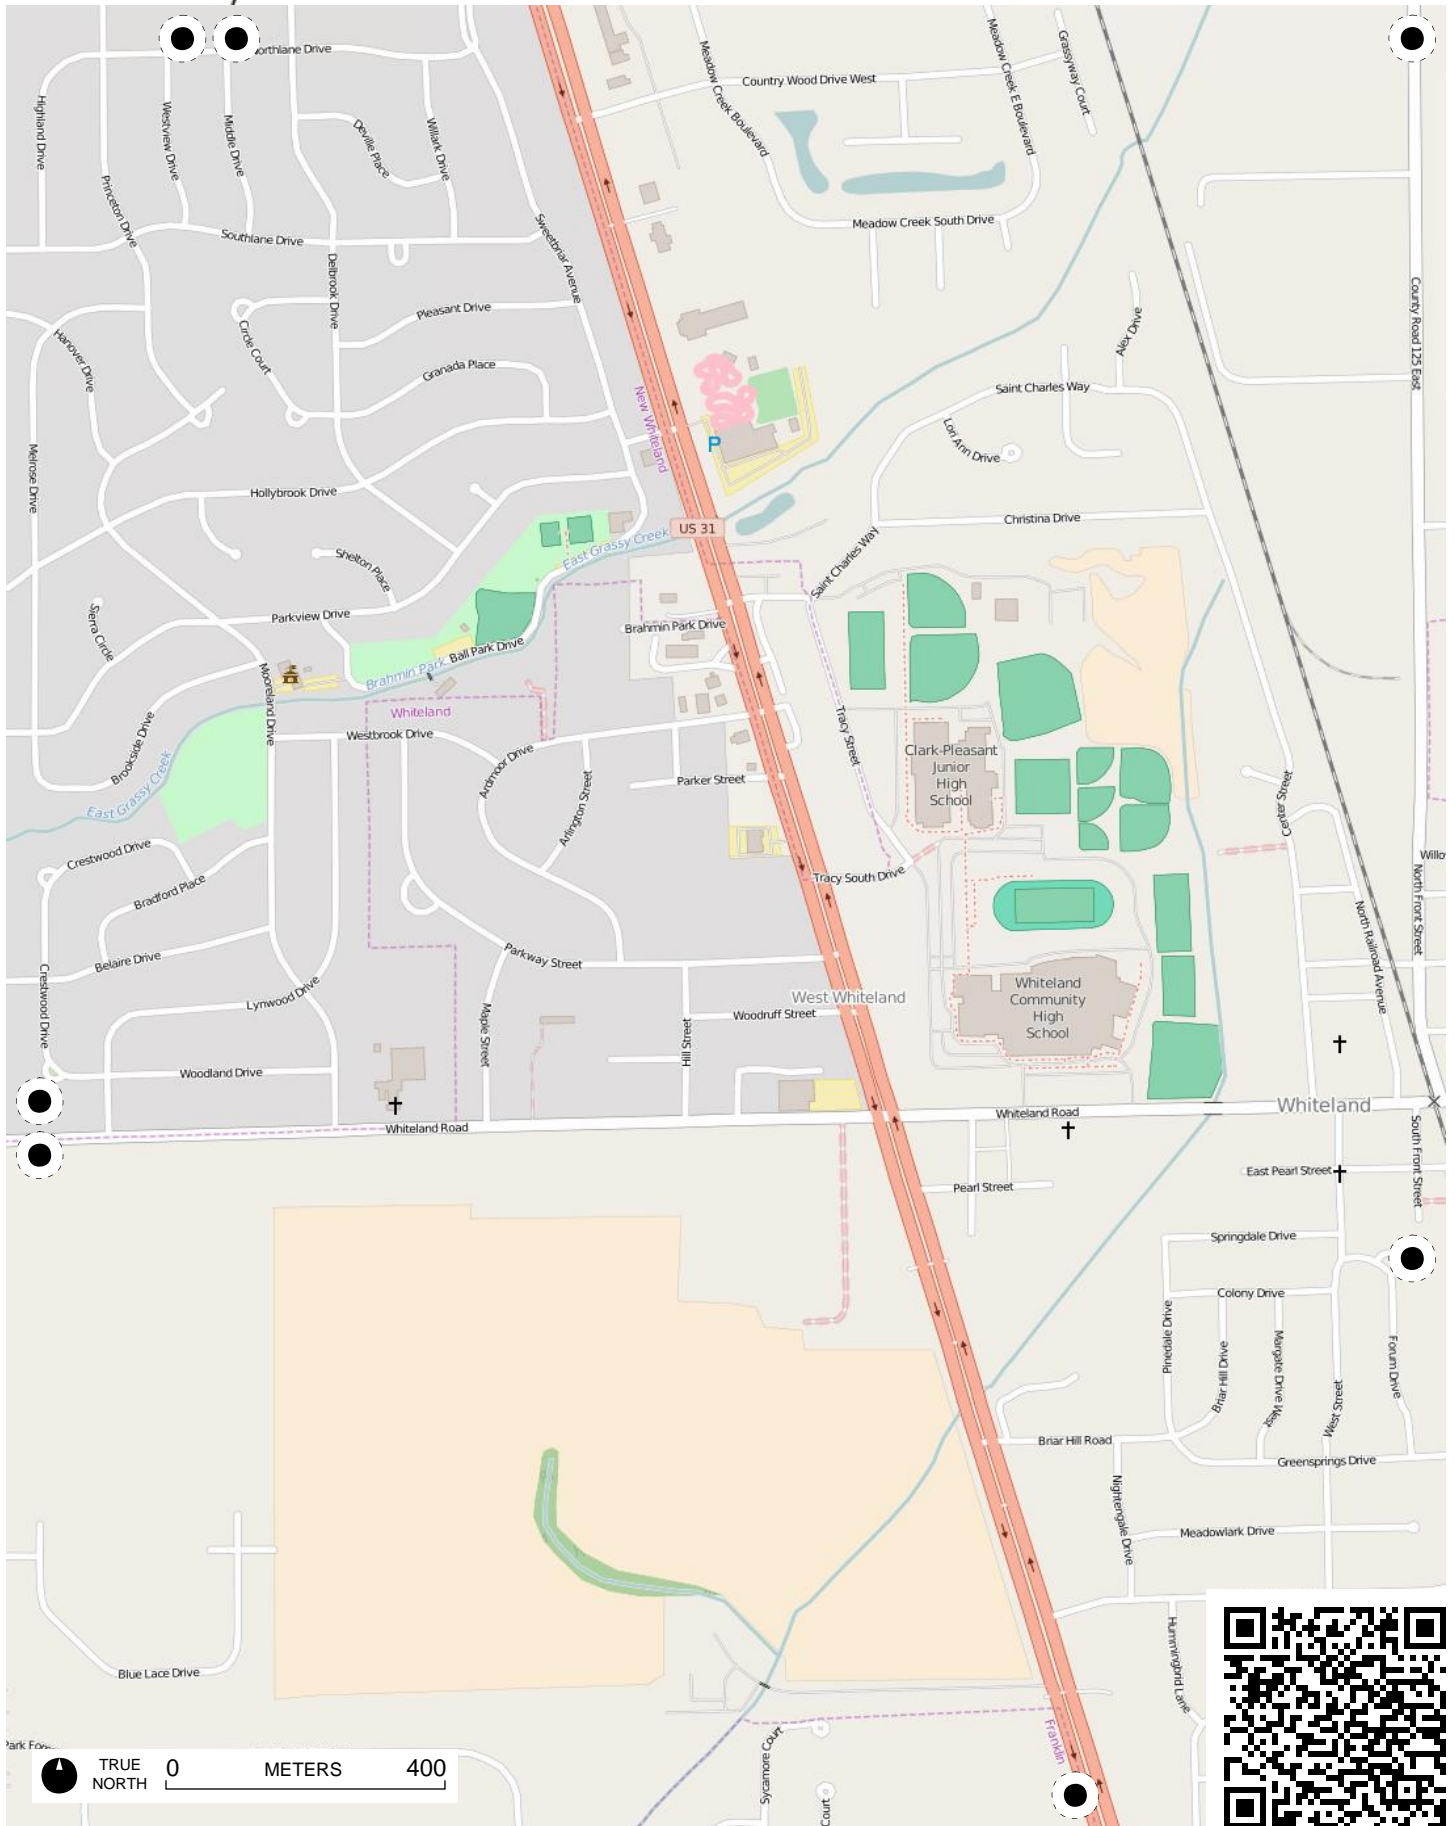 Northlane Drive
Highland Drive
Westview Drive
Middle Drive
Deville Place
Willark Drive
Princeton Drive
Southlane Drive
Delbrook Drive
Sweetbriar Avenue
Meadow Creek Boulevard
Country Wood Drive West
Meadow Creek E Boulevard
Grassyway Court
Meadow Creek South Drive
Pleasant Drive
Circle Court
Granada Place
Hanover Drive
Melrose Drive
Hollybrook Drive
New Whiteland
P
US 31
East Grassy Creek
Alex Drive
Saint Charles Way
Lori Ann Drive
Christina Drive
Saint Charles Way
County Road 125 East
Shelton Place
Sierra Circle
Parkview Drive
Mooreland Drive
Brahmin Park
Ball Park Drive
Brahmin Park Drive
Whiteland
Westbrook Drive
Brookside Drive
East Grassy Creek
Ardmoor Drive
Arlington Street
Parker Street
Tracy Street
Clark-Pleasant
Junior
High
School
Center Street
Crestwood Drive
Bradford Place
Belaire Drive
Crestwood Drive
Lynwood Drive
Woodland Drive
Parkway Street
Maple Street
Hill Street
Woodruff Street
West Whiteland
Tracy South Drive
Whiteland
Community
High
School
North Front Street
North Railroad Avenue
Willo
Whiteland Road
Whiteland Road
Whiteland
Pearl Street
East Pearl Street
South Front Street
Springdale Drive
Colony Drive
Pinedale Drive
Briar Hill Drive
Margate Drive West
West Street
Forum Drive
Briar Hill Road
Greensprings Drive
Nightengale Drive
Meadowlark Drive
Hummingbrid Lane
Blue Lace Drive
Franklin
Sycamore Court
Court
TRUE
NORTH
0 METERS 400